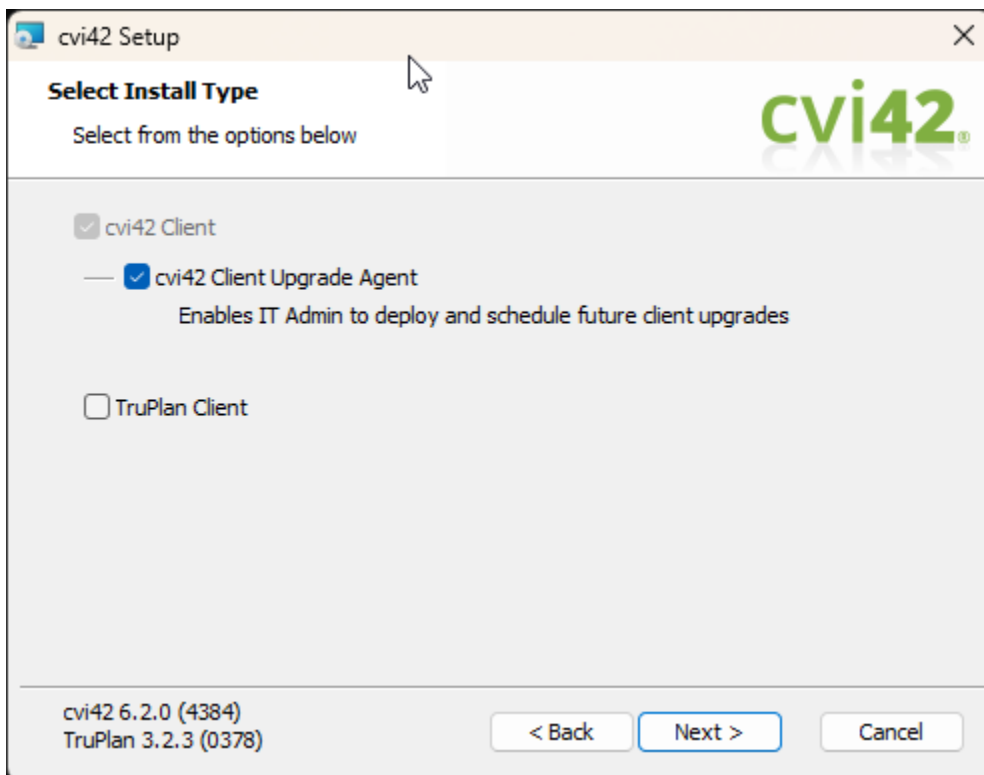 cvi42 Setup
Select Install Type
Select from the options below
cvi42®
cvi42 Client
cvi42 Client Upgrade Agent
Enables IT Admin to deploy and schedule future client upgrades
TruPlan Client
cvi42 6.2.0 (4384)
TruPlan 3.2.3 (0378)
< Back
Next >
Cancel